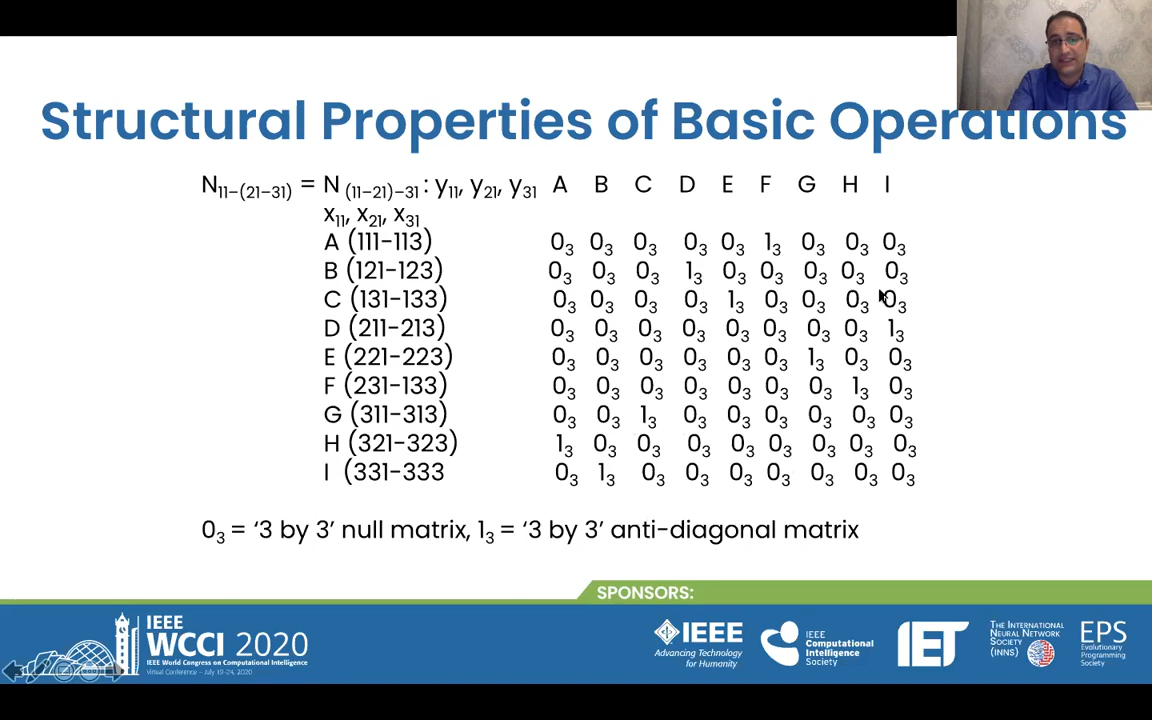 Structural Properties of Basic Operations
N₁₁₋₍₂₁₋₃₁₎ = N ₍₁₁₋₂₁₎₋₃₁ : y₁₁, y₂₁, y₃₁ A B C D E F G H I
x₁₁, x₂₁, x₃₁
A (111-113) 0₃ 0₃ 0₃ 0₃ 0₃ 1₃ 0₃ 0₃ 0₃
B (121-123) 0₃ 0₃ 0₃ 1₃ 0₃ 0₃ 0₃ 0₃ 0₃
C (131-133) 0₃ 0₃ 0₃ 0₃ 1₃ 0₃ 0₃ 0₃ 0₃
D (211-213) 0₃ 0₃ 0₃ 0₃ 0₃ 0₃ 0₃ 0₃ 1₃
E (221-223) 0₃ 0₃ 0₃ 0₃ 0₃ 0₃ 1₃ 0₃ 0₃
F (231-133) 0₃ 0₃ 0₃ 0₃ 0₃ 0₃ 0₃ 1₃ 0₃
G (311-313) 0₃ 0₃ 1₃ 0₃ 0₃ 0₃ 0₃ 0₃ 0₃
H (321-323) 1₃ 0₃ 0₃ 0₃ 0₃ 0₃ 0₃ 0₃ 0₃
I (331-333 0₃ 1₃ 0₃ 0₃ 0₃ 0₃ 0₃ 0₃ 0₃
0₃ = ‘3 by 3’ null matrix, 1₃ = ‘3 by 3’ anti-diagonal matrix
SPONSORS:
IEEE
WCCI 2020
IEEE World Congress on Computational Intelligence
Virtual Conference – July 19-24, 2020
IEEE
Advancing Technology
for Humanity
IEEE
Computational
Intelligence
Society
IET
THE INTERNATIONAL
NEURAL NETWORK
SOCIETY
(INNS)
EPS
Evolutionary
Programming
Society